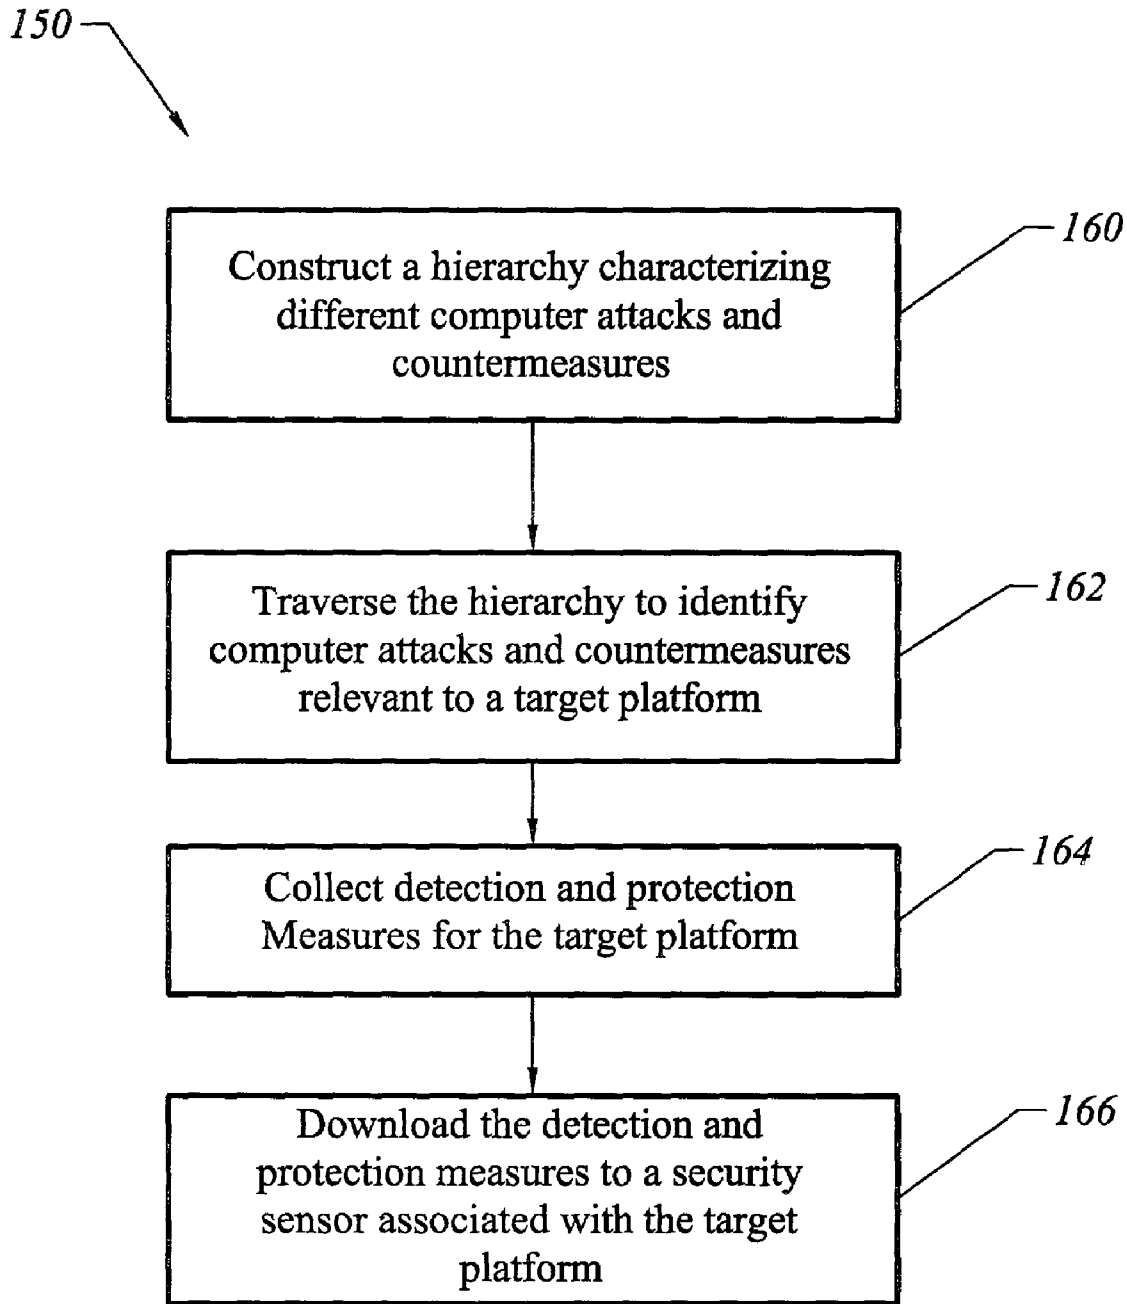 150
160
Construct a hierarchy characterizing
different computer attacks and
countermeasures
162
Traverse the hierarchy to identify
computer attacks and countermeasures
relevant to a target platform
164
Collect detection and protection
Measures for the target platform
166
Download the detection and
protection measures to a security
sensor associated with the target
platform